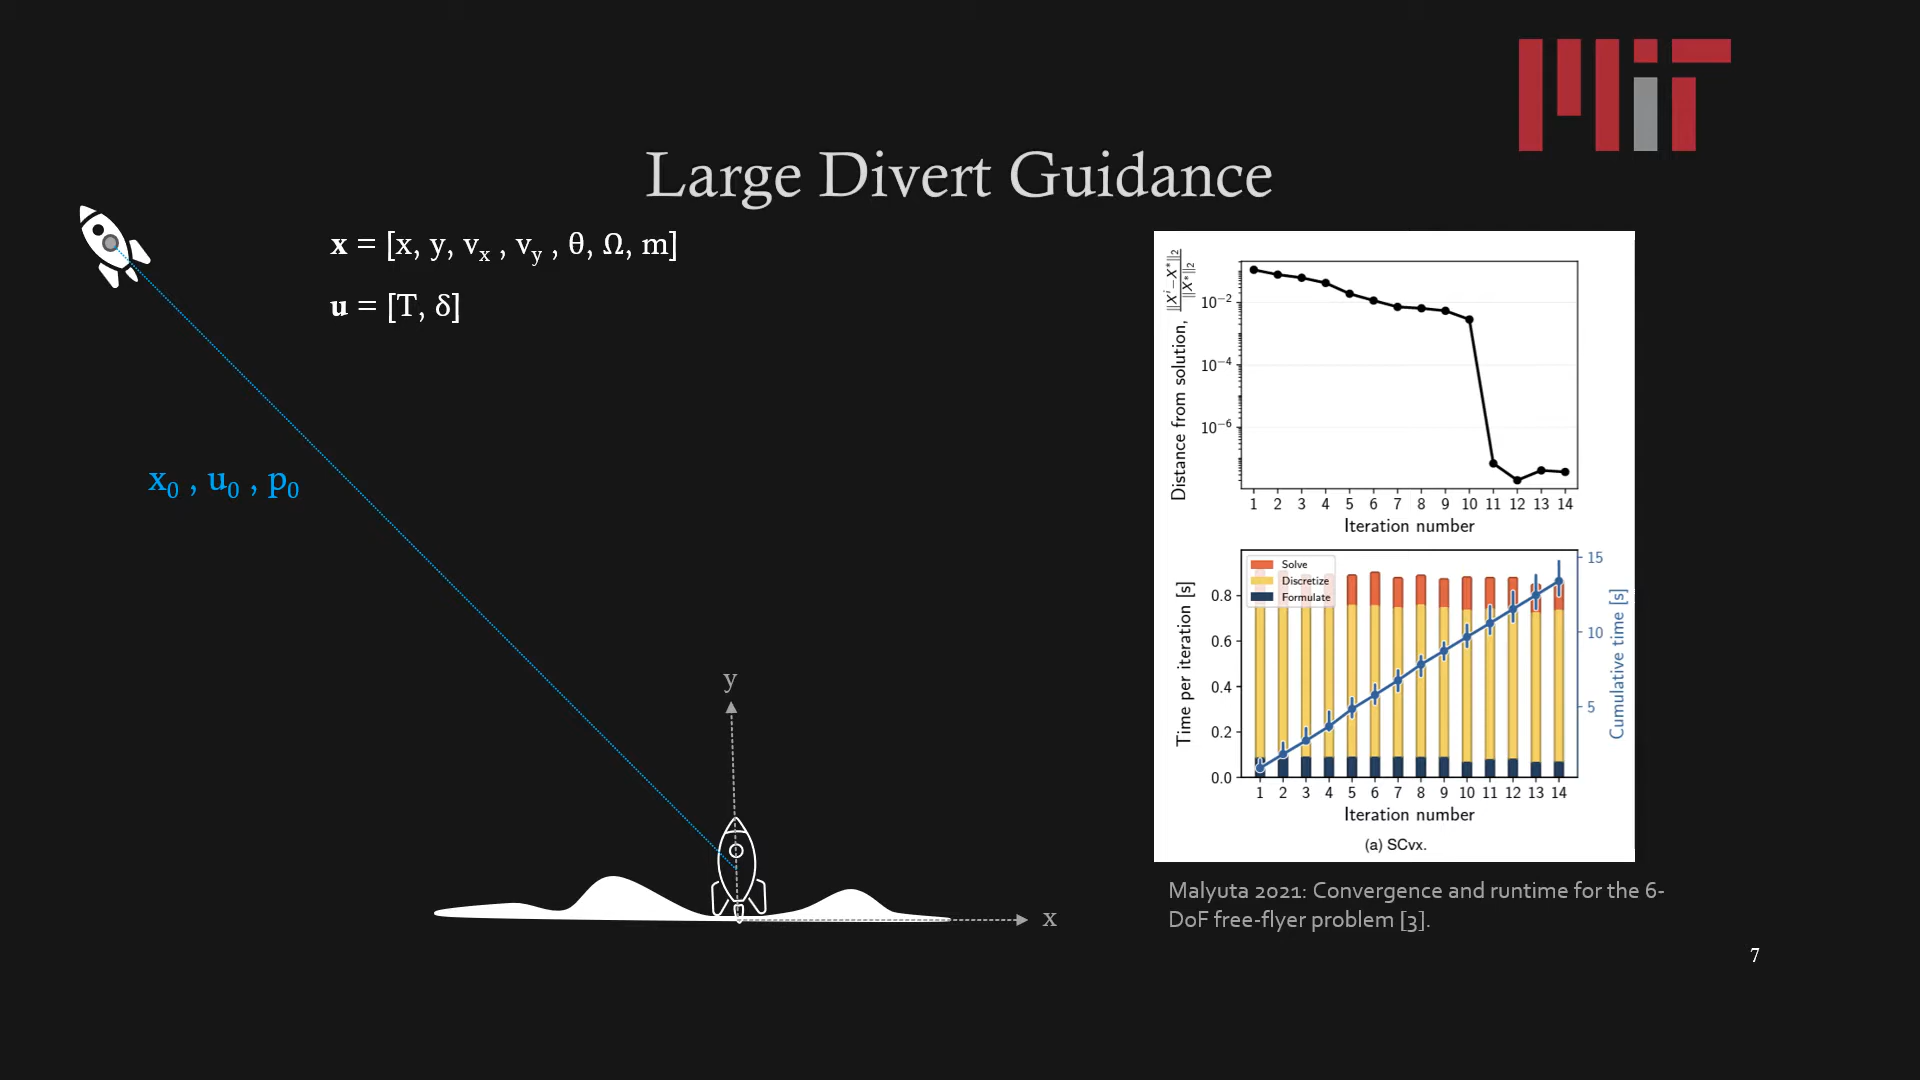 MIT
Large Divert Guidance
x = [x, y, vx , vy , θ, Ω, m]
u = [T, δ]
x0 , u0 , p0
y
x
Distance from solution, ‖X^i−X*‖2 / ‖X*‖2
10−2
10−4
10−6
1 2 3 4 5 6 7 8 9 10 11 12 13 14
Iteration number
Time per iteration [s]
0.8
0.6
0.4
0.2
0.0
Solve
Discretize
Formulate
15
10
5
Cumulative time [s]
1 2 3 4 5 6 7 8 9 10 11 12 13 14
Iteration number
(a) SCvx.
Malyuta 2021: Convergence and runtime for the 6-
DoF free-flyer problem [3].
7